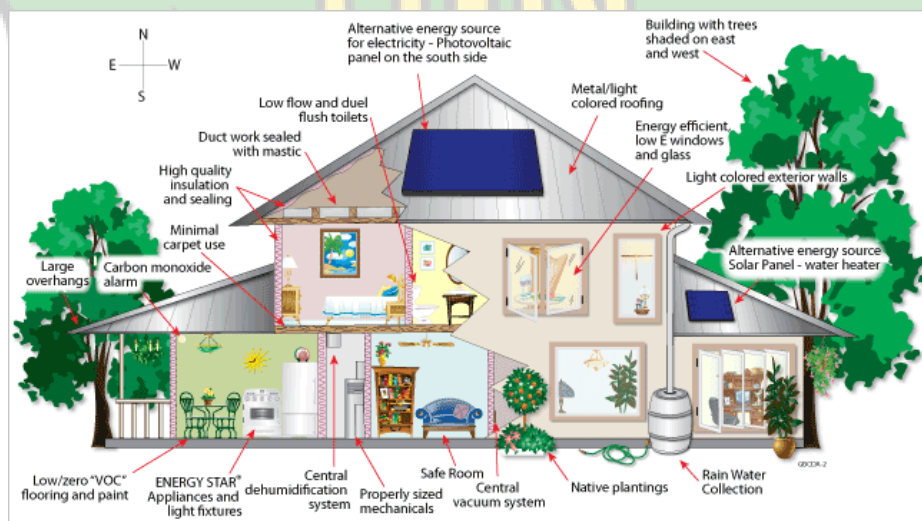 N
E
W
S
Alternative energy source
for electricity - Photovoltaic
panel on the south side
Building with trees
shaded on east
and west
Low flow and duel
flush toilets
Metal/light
colored roofing
Duct work sealed
with mastic
Energy efficient,
low E windows
and glass
High quality
insulation
and sealing
Light colored exterior walls
Minimal
carpet use
Alternative energy source
Solar Panel - water heater
Large
overhangs
Carbon monoxide
alarm
Low/zero "VOC"
flooring and paint
ENERGY STAR®
Appliances and
light fixtures
Central
dehumidification
system
Properly sized
mechanicals
Safe Room
Central
vacuum system
Native plantings
Rain Water
Collection